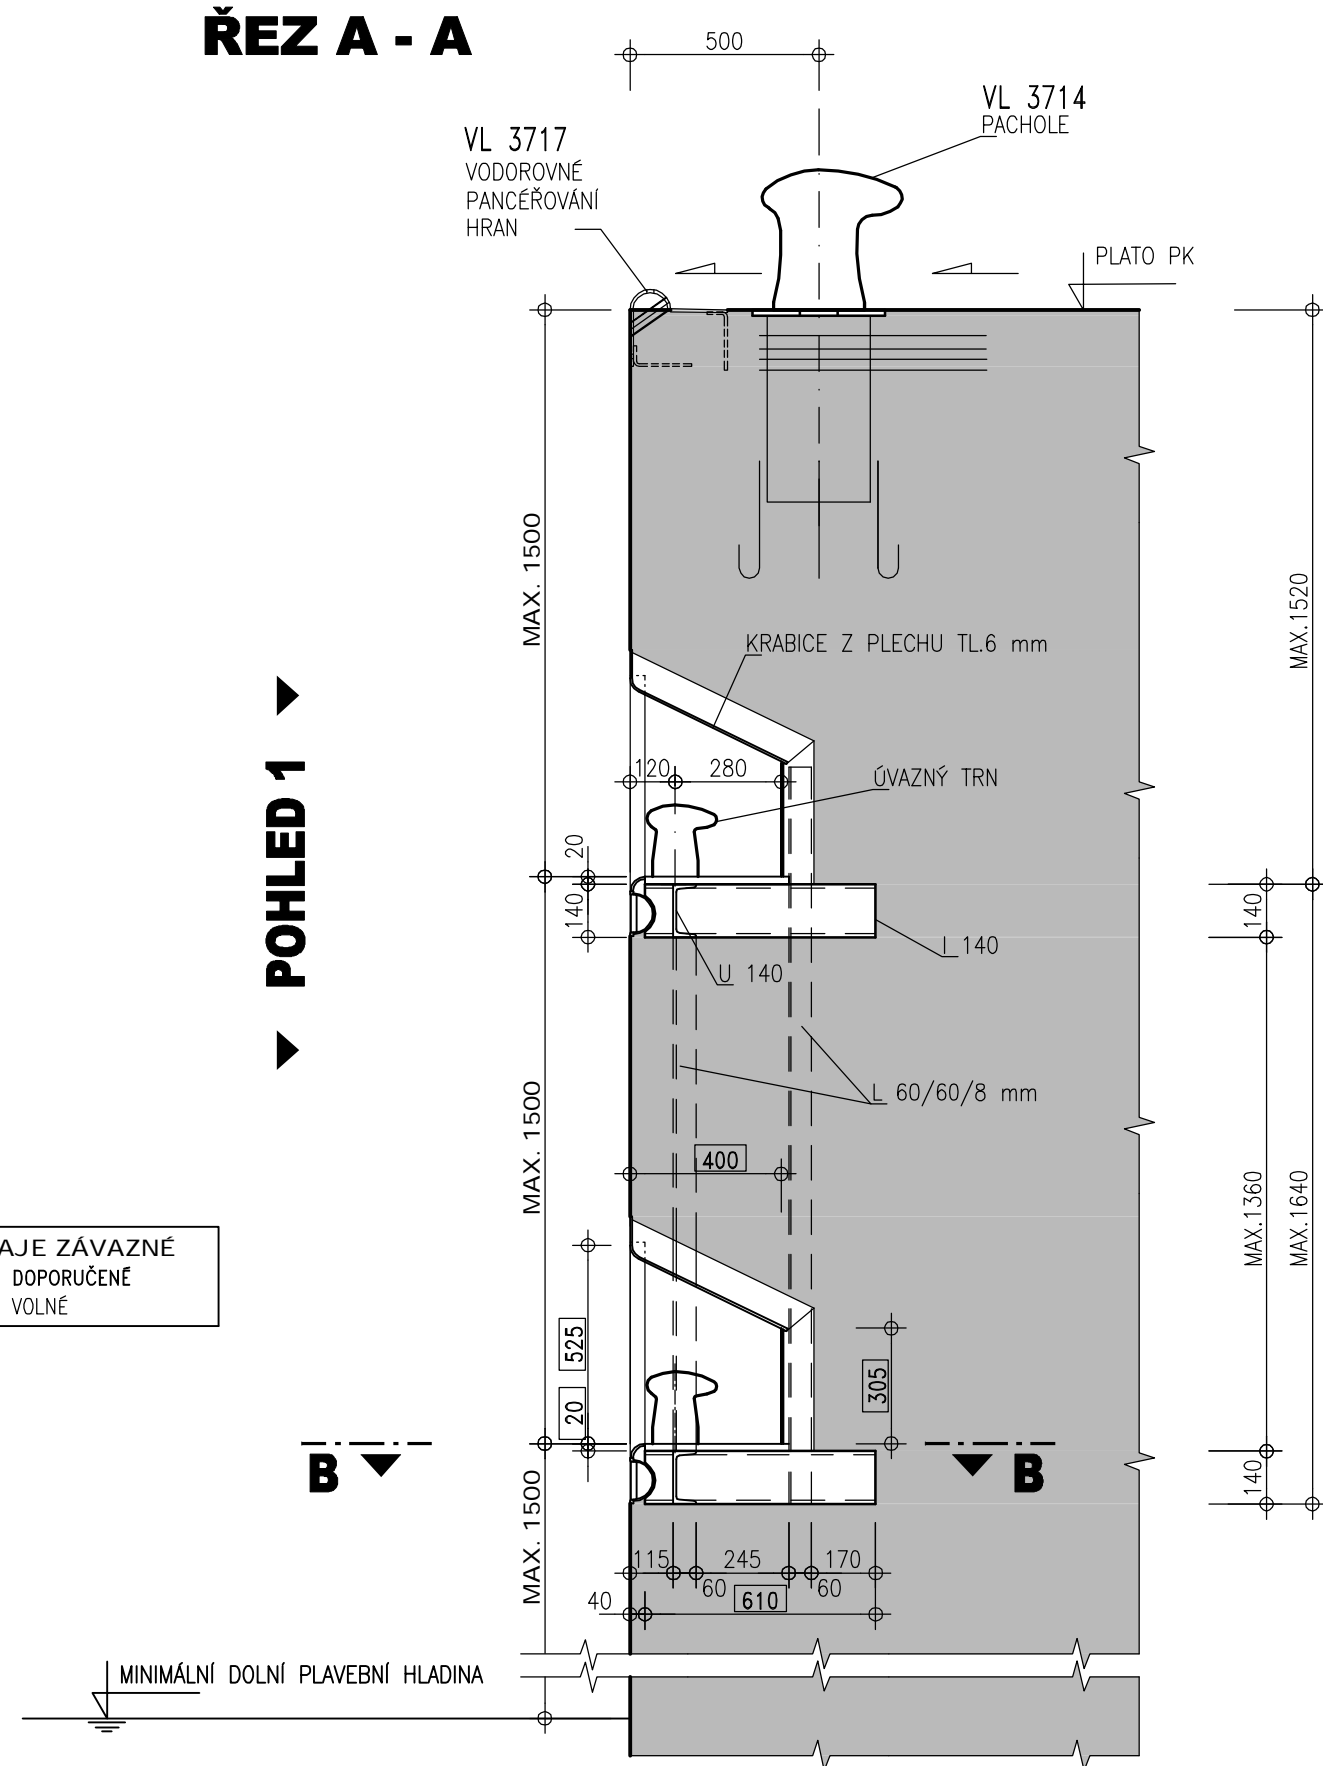 ŘEZ A - A
500
VL 3714
PACHOLE
VL 3717
VODOROVNÉ
PANCÉŘOVÁNÍ
HRAN
PLATO PK
MAX. 1500
MAX.1520
KRABICE Z PLECHU TL.6 mm
POHLED 1
120
280
ÚVAZNÝ TRN
20
140
140
I 140
U 140
L 60/60/8 mm
MAX. 1500
400
MAX.1360
MAX.1640
AJE ZÁVAZNÉ
DOPORUČENÉ
VOLNÉ
525
20
305
B
B
140
MAX. 1500
115
245
170
60
60
40
610
MINIMÁLNÍ DOLNÍ PLAVEBNÍ HLADINA